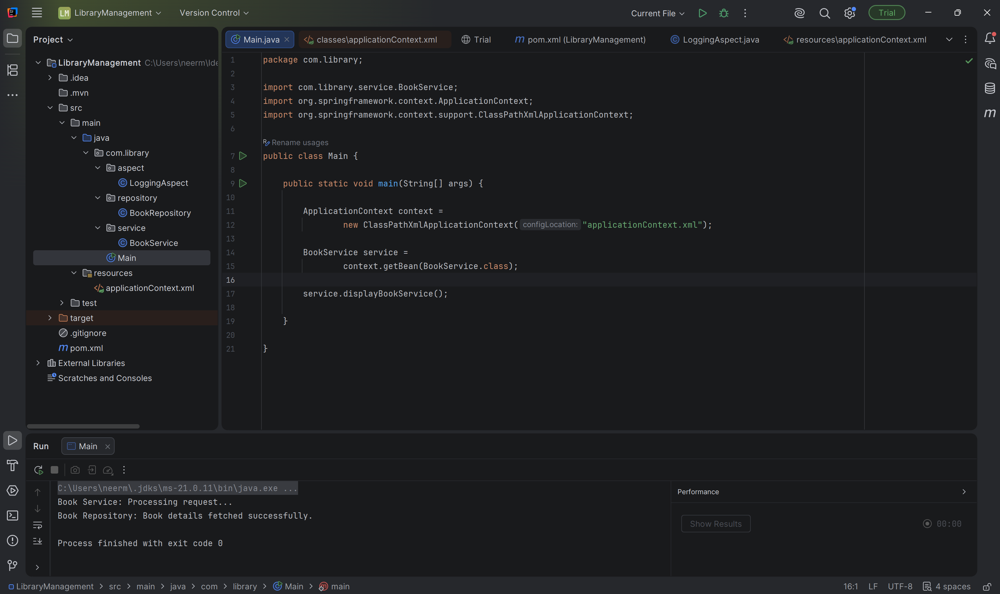 LM LibraryManagement Version Control Current File Trial
Project
LibraryManagement C:\Users\neerm\Ide
.idea
.mvn
src
main
java
com.library
aspect
LoggingAspect
repository
BookRepository
service
BookService
Main
resources
applicationContext.xml
test
target
.gitignore
pom.xml
External Libraries
Scratches and Consoles
Main.java classes\applicationContext.xml Trial pom.xml (LibraryManagement) LoggingAspect.java resources\applicationContext.xml
1 package com.library;
2
3 import com.library.service.BookService;
4 import org.springframework.context.ApplicationContext;
5 import org.springframework.context.support.ClassPathXmlApplicationContext;
6
Rename usages
7 public class Main {
8
9 public static void main(String[] args) {
10
11 ApplicationContext context =
12 new ClassPathXmlApplicationContext( configLocation: "applicationContext.xml");
13
14 BookService service =
15 context.getBean(BookService.class);
16
17 service.displayBookService();
18
19 }
20
21 }
Run Main
C:\Users\neerm\.jdks\ms-21.0.11\bin\java.exe ...
Book Service: Processing request...
Book Repository: Book details fetched successfully.
Process finished with exit code 0
Performance
Show Results 00:00
LibraryManagement > src > main > java > com > library > Main > main 16:1 LF UTF-8 4 spaces